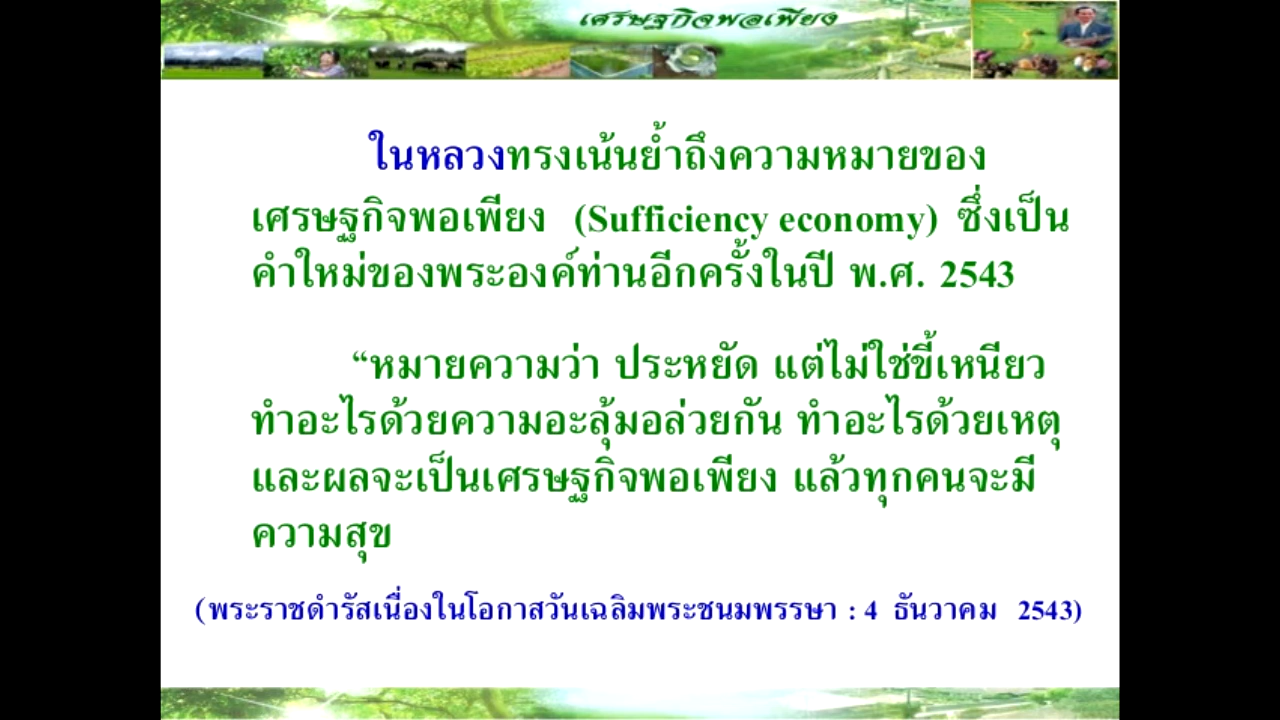 เศรษฐกิจพอเพียง
ในหลวงทรงเน้นย้ำถึงความหมายของ
เศรษฐกิจพอเพียง (Sufficiency economy) ซึ่งเป็น
คำใหม่ของพระองค์ท่านอีกครั้งในปี พ.ศ. 2543
“หมายความว่า ประหยัด แต่ไม่ใช่ขี้เหนียว
ทำอะไรด้วยความอะลุ้มอล่วยกัน ทำอะไรด้วยเหตุ
และผลจะเป็นเศรษฐกิจพอเพียง แล้วทุกคนจะมี
ความสุข
(พระราชดำรัสเนื่องในโอกาสวันเฉลิมพระชนมพรรษา : 4 ธันวาคม 2543)